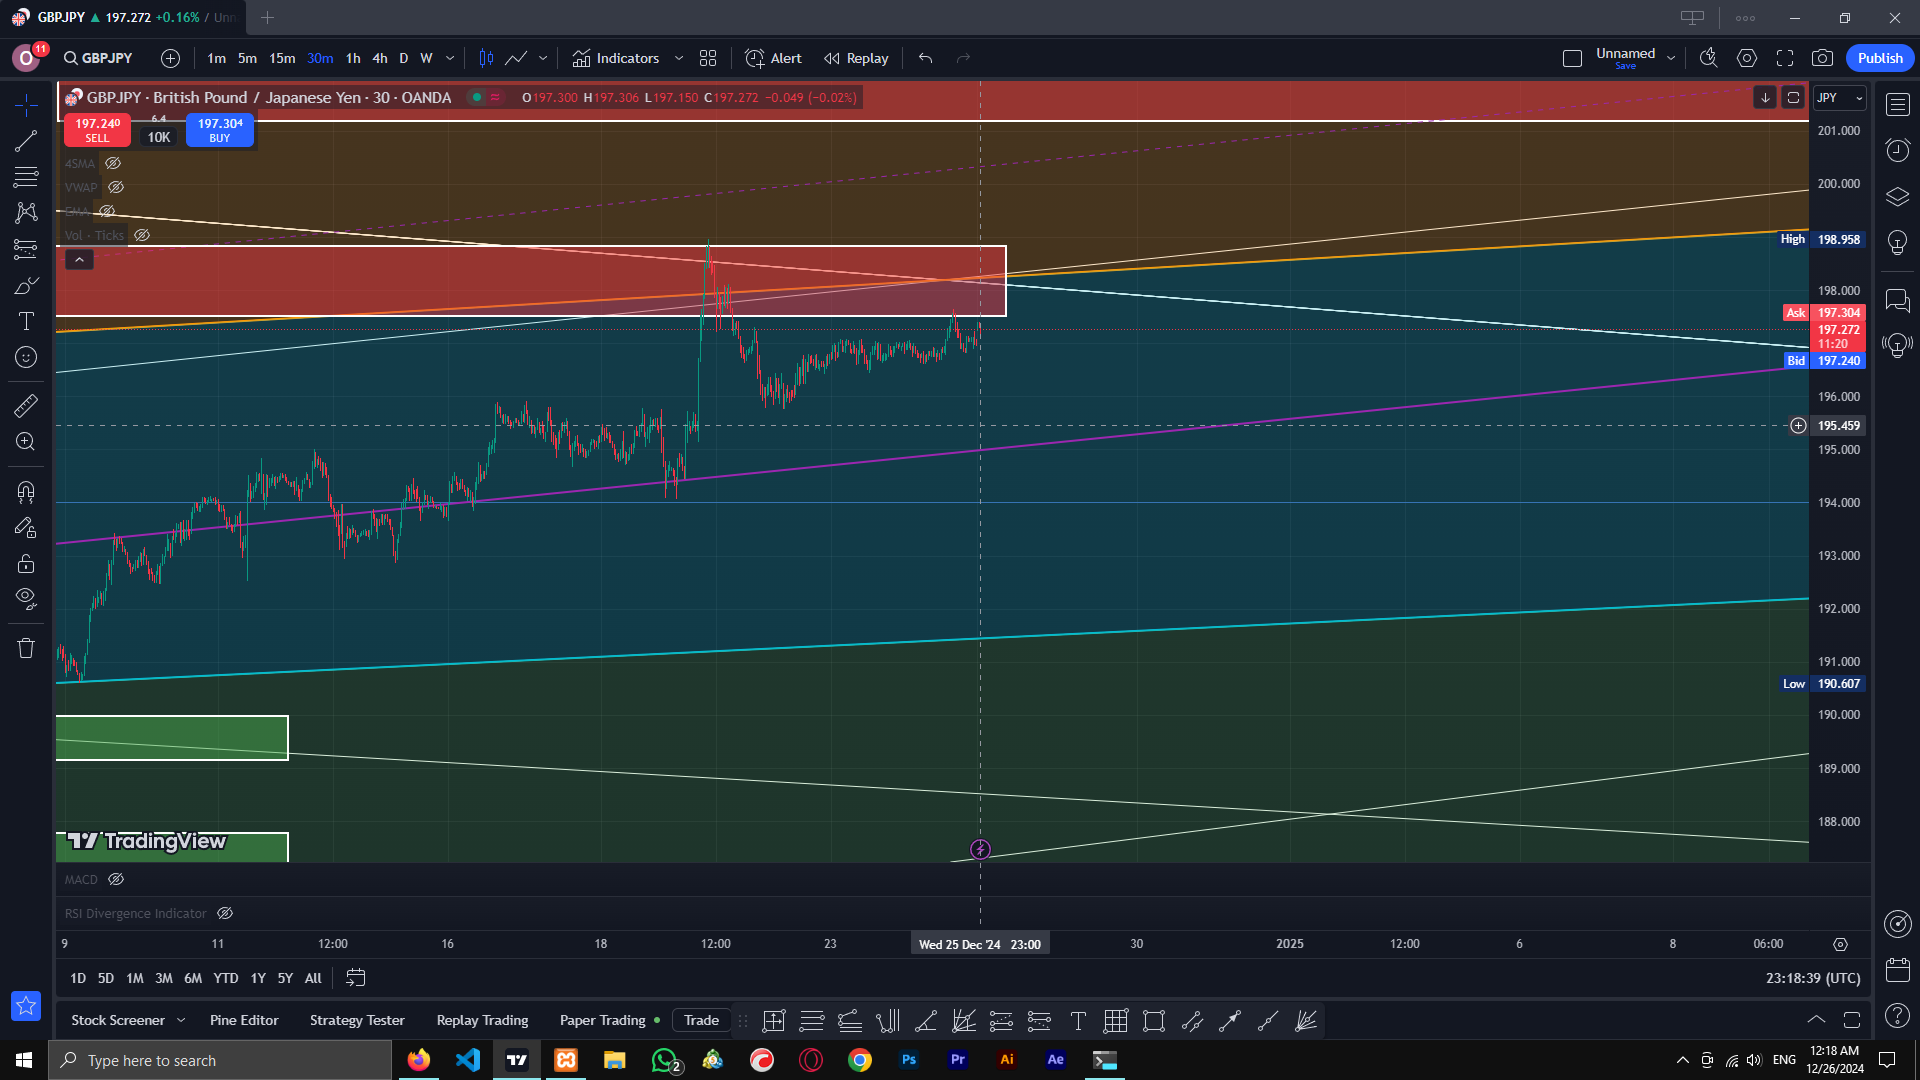 GBPJPY ▲ 197.272 +0.16% / Unn
O 11 GBPJPY 1m 5m 15m 30m 1h 4h D W Indicators Alert Replay Unnamed Save Publish
GBPJPY · British Pound / Japanese Yen · 30 · OANDA O197.300 H197.306 L197.150 C197.272 −0.049 (−0.02%) JPY
197.240 SELL 6.4 10K 197.304 BUY
4SMA
VWAP
EMA
Vol · Ticks
201.000
200.000
High 198.958
198.000
Ask 197.304
197.272
11:20
Bid 197.240
196.000
195.459
195.000
194.000
193.000
192.000
191.000
Low 190.607
190.000
189.000
188.000
TradingView
MACD
RSI Divergence Indicator
9 11 12:00 16 18 12:00 23 Wed 25 Dec '24 23:00 30 2025 12:00 6 8 06:00
1D 5D 1M 3M 6M YTD 1Y 5Y All 23:18:39 (UTC)
Stock Screener Pine Editor Strategy Tester Replay Trading Paper Trading Trade
Type here to search 2 Ps Pr Ai Ae ENG 12:18 AM
12/26/2024